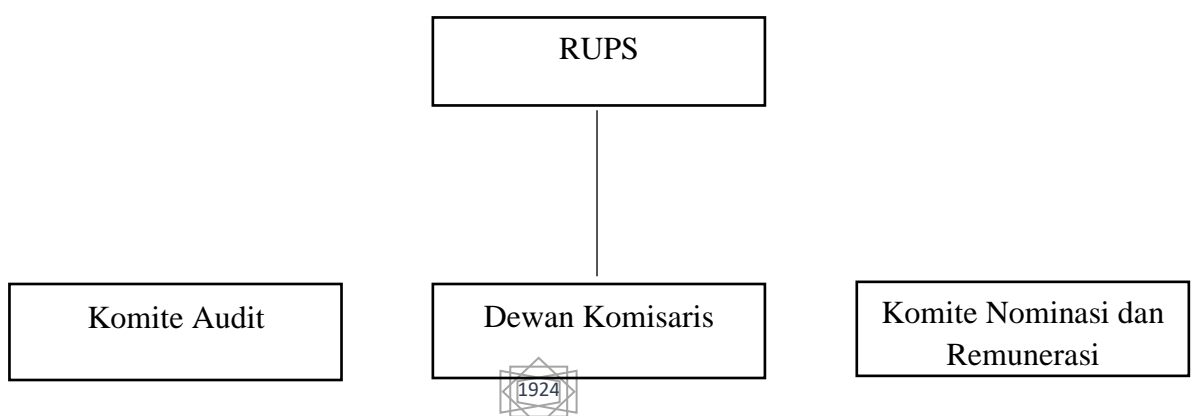 RUPS
Komite Audit
Dewan Komisaris
Komite Nominasi dan
Remunerasi
1924